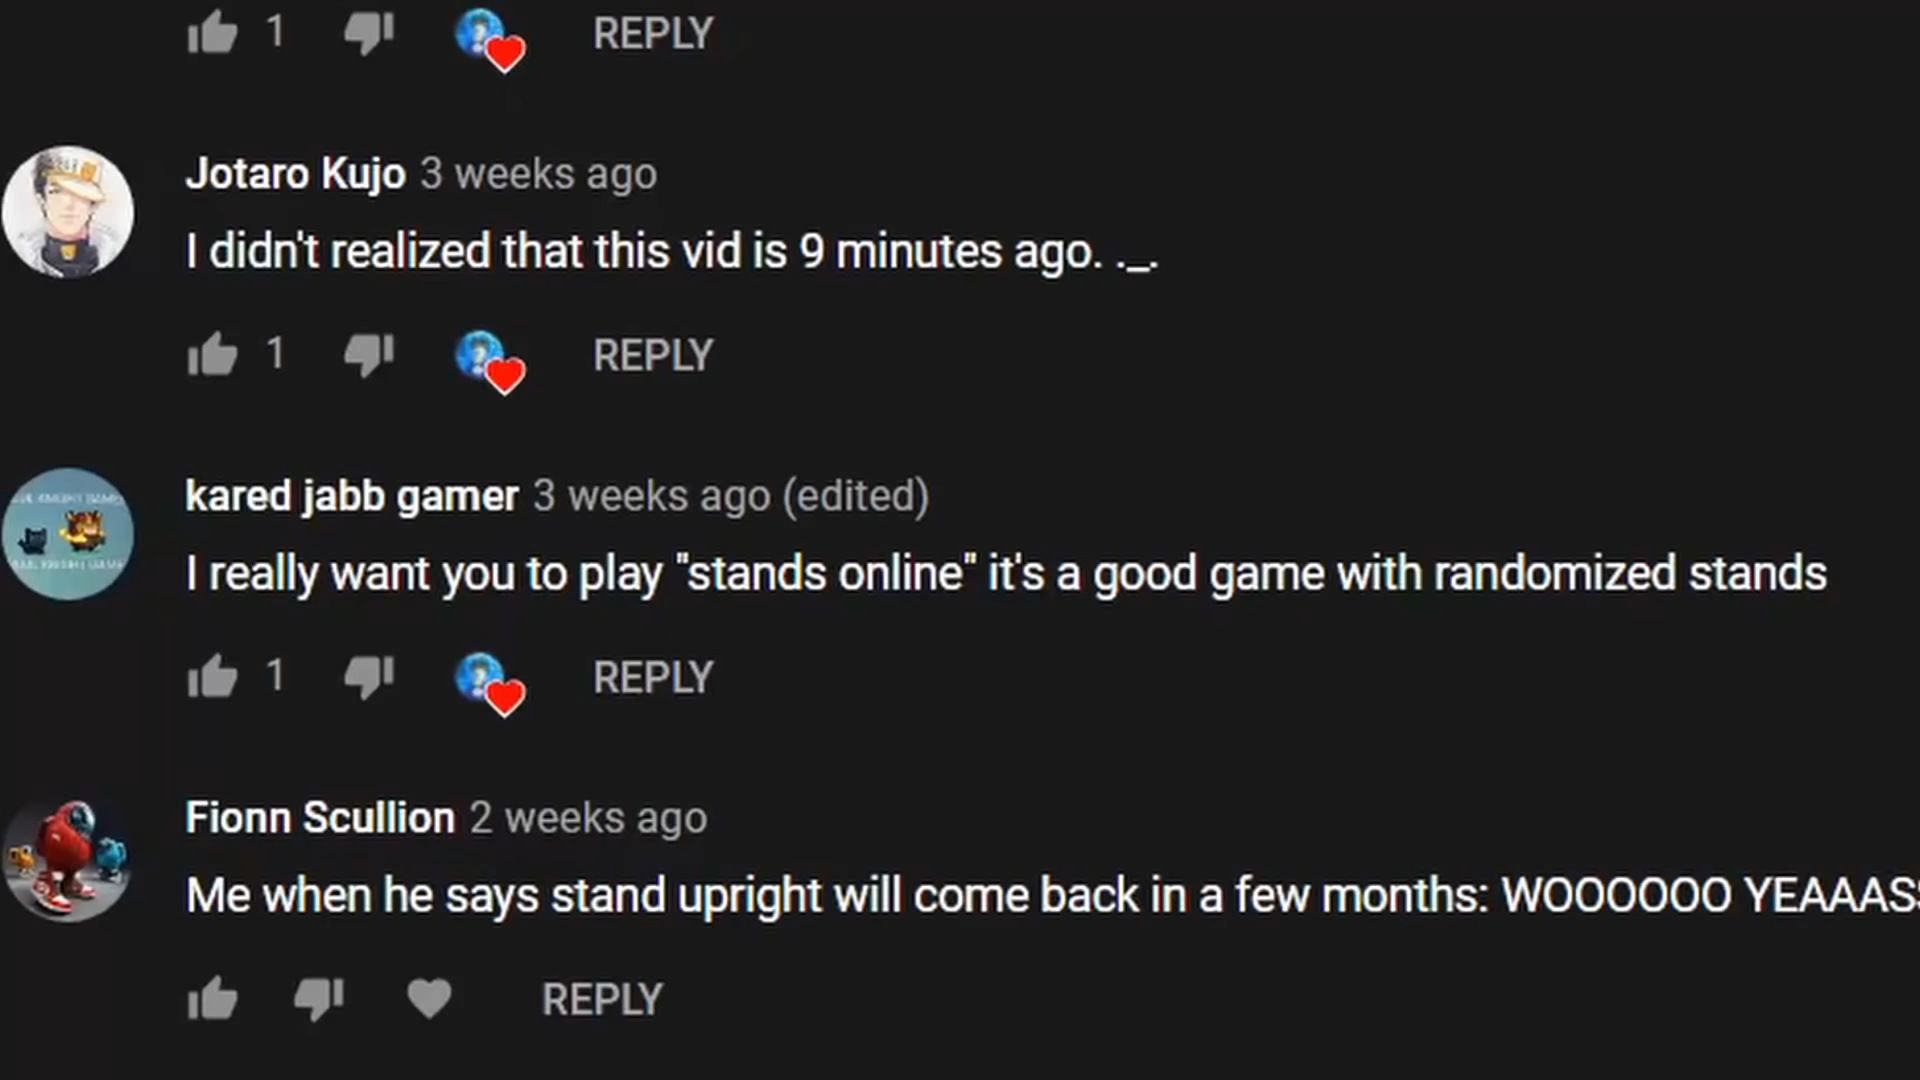 1 REPLY
Jotaro Kujo 3 weeks ago
I didn't realized that this vid is 9 minutes ago. ._.
1 REPLY
kared jabb gamer 3 weeks ago (edited)
I really want you to play "stands online" it's a good game with randomized stands
1 REPLY
Fionn Scullion 2 weeks ago
Me when he says stand upright will come back in a few months: WOOOOOO YEAAAS
REPLY